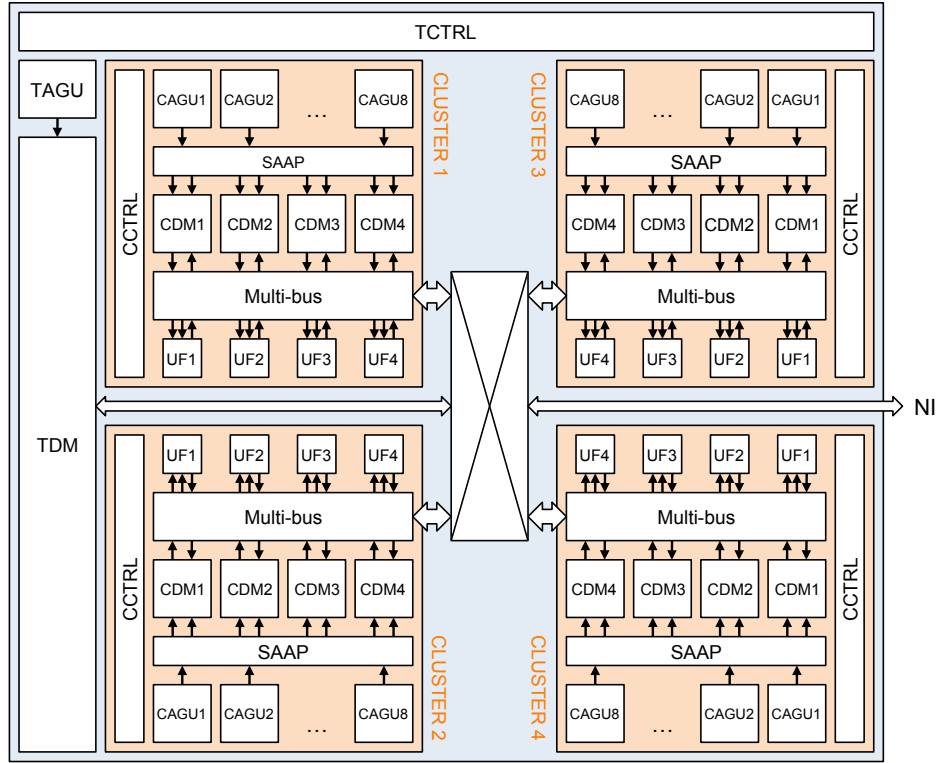 TCTRL
TAGU
TDM
CLUSTER 1
CCTRL
CAGU1 CAGU2 ... CAGU8
SAAP
CDM1 CDM2 CDM3 CDM4
Multi-bus
UF1 UF2 UF3 UF4
CLUSTER 3
CAGU8 ... CAGU2 CAGU1
SAAP
CDM4 CDM3 CDM2 CDM1
Multi-bus
UF4 UF3 UF2 UF1
CCTRL
NI
CCTRL
UF1 UF2 UF3 UF4
Multi-bus
CDM1 CDM2 CDM3 CDM4
SAAP
CAGU1 CAGU2 ... CAGU8
CLUSTER 2
UF4 UF3 UF2 UF1
Multi-bus
CDM4 CDM3 CDM2 CDM1
SAAP
CAGU8 ... CAGU2 CAGU1
CLUSTER 4
CCTRL